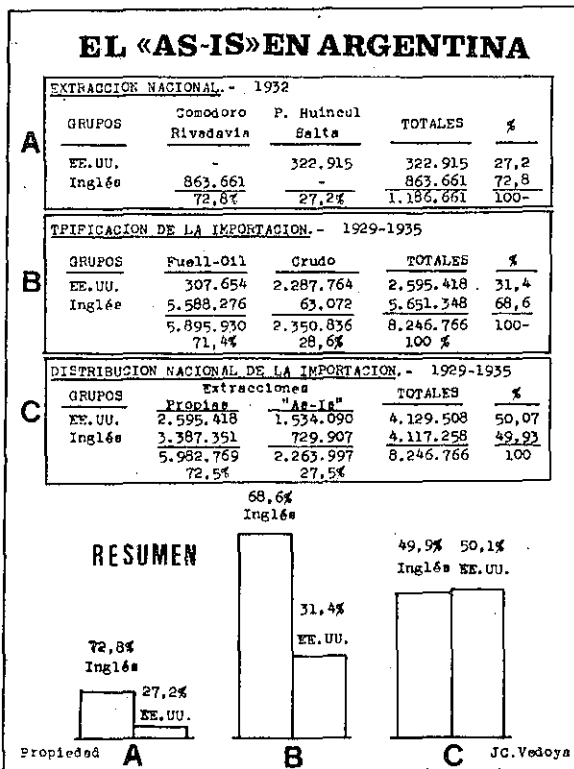 EL «AS-IS» EN ARGENTINA
A
EXTRACCION NACIONAL.- 1932
GRUPOS Comodoro Rivadavia P. Huincul Salta TOTALES %
EE.UU. - 322.915 322.915 27,2
Inglés 863.661 - 863.661 72,8
72,8% 27,2% 1.186.661 100-
B
TPIFICACION DE LA IMPORTACION.- 1929-1935
GRUPOS Fuell-Oil Crudo TOTALES %
EE.UU. 307.654 2.287.764 2.595.418 31,4
Inglés 5.588.276 63.072 5.651.348 68,6
5.895.930 2.350.836 8.246.766 100-
71,4% 28,6% 100 %
C
DISTRIBUCION NACIONAL DE LA IMPORTACION.- 1929-1935
GRUPOS Extracciones TOTALES %
Propias "As-Is"
EE.UU. 2.595.418 1.534.090 4.129.508 50,07
Inglés 3.387.351 729.907 4.117.258 49,93
5.982.769 2.263.997 8.246.766 100
72,5% 27,5%
RESUMEN
72,8%
Inglés
27,2%
EE.UU.
68,6%
Inglés
31,4%
EE.UU.
49,9% 50,1%
Inglés EE.UU.
Propiedad A B C JC.Vedoya